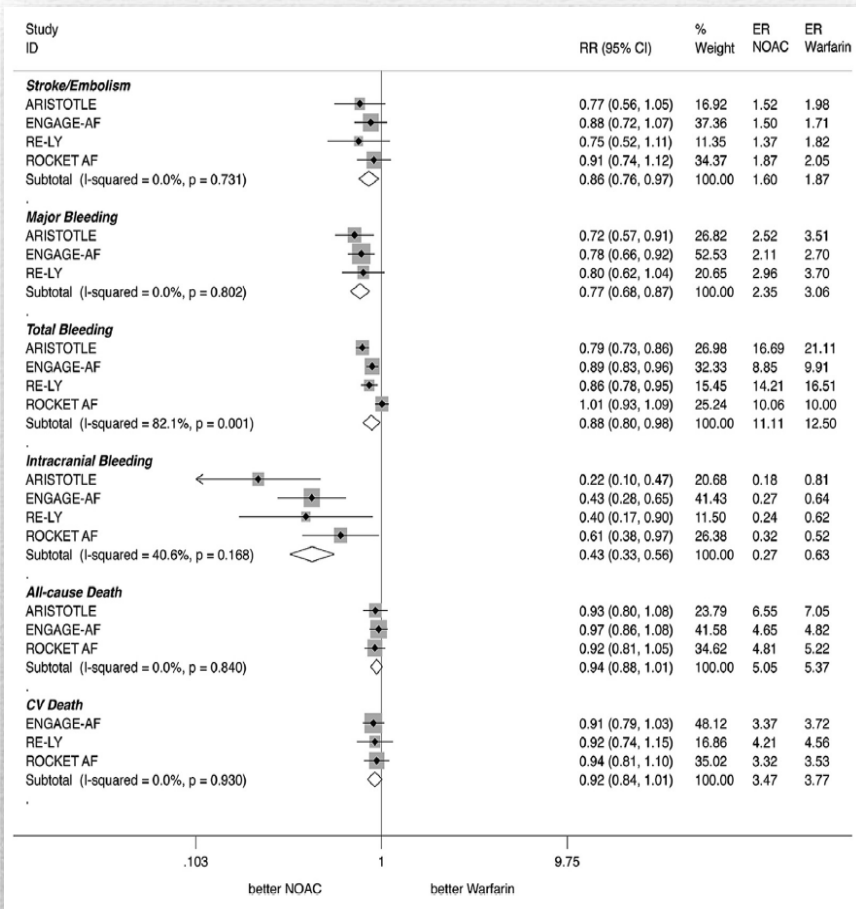 Study % ER ER
ID RR (95% CI) Weight NOAC Warfarin
Stroke/Embolism
ARISTOTLE 0.77 (0.56, 1.05) 16.92 1.52 1.98
ENGAGE-AF 0.88 (0.72, 1.07) 37.36 1.50 1.71
RE-LY 0.75 (0.52, 1.11) 11.35 1.37 1.82
ROCKET AF 0.91 (0.74, 1.12) 34.37 1.87 2.05
Subtotal (I-squared = 0.0%, p = 0.731) 0.86 (0.76, 0.97) 100.00 1.60 1.87
.
Major Bleeding
ARISTOTLE 0.72 (0.57, 0.91) 26.82 2.52 3.51
ENGAGE-AF 0.78 (0.66, 0.92) 52.53 2.11 2.70
RE-LY 0.80 (0.62, 1.04) 20.65 2.96 3.70
Subtotal (I-squared = 0.0%, p = 0.802) 0.77 (0.68, 0.87) 100.00 2.35 3.06
.
Total Bleeding
ARISTOTLE 0.79 (0.73, 0.86) 26.98 16.69 21.11
ENGAGE-AF 0.89 (0.83, 0.96) 32.33 8.85 9.91
RE-LY 0.86 (0.78, 0.95) 15.45 14.21 16.51
ROCKET AF 1.01 (0.93, 1.09) 25.24 10.06 10.00
Subtotal (I-squared = 82.1%, p = 0.001) 0.88 (0.80, 0.98) 100.00 11.11 12.50
.
Intracranial Bleeding
ARISTOTLE 0.22 (0.10, 0.47) 20.68 0.18 0.81
ENGAGE-AF 0.43 (0.28, 0.65) 41.43 0.27 0.64
RE-LY 0.40 (0.17, 0.90) 11.50 0.24 0.62
ROCKET AF 0.61 (0.38, 0.97) 26.38 0.32 0.52
Subtotal (I-squared = 40.6%, p = 0.168) 0.43 (0.33, 0.56) 100.00 0.27 0.63
.
All-cause Death
ARISTOTLE 0.93 (0.80, 1.08) 23.79 6.55 7.05
ENGAGE-AF 0.97 (0.86, 1.08) 41.58 4.65 4.82
ROCKET AF 0.92 (0.81, 1.05) 34.62 4.81 5.22
Subtotal (I-squared = 0.0%, p = 0.840) 0.94 (0.88, 1.01) 100.00 5.05 5.37
.
CV Death
ENGAGE-AF 0.91 (0.79, 1.03) 48.12 3.37 3.72
RE-LY 0.92 (0.74, 1.15) 16.86 4.21 4.56
ROCKET AF 0.94 (0.81, 1.10) 35.02 3.32 3.53
Subtotal (I-squared = 0.0%, p = 0.930) 0.92 (0.84, 1.01) 100.00 3.47 3.77
.
.103 1 9.75
better NOAC better Warfarin